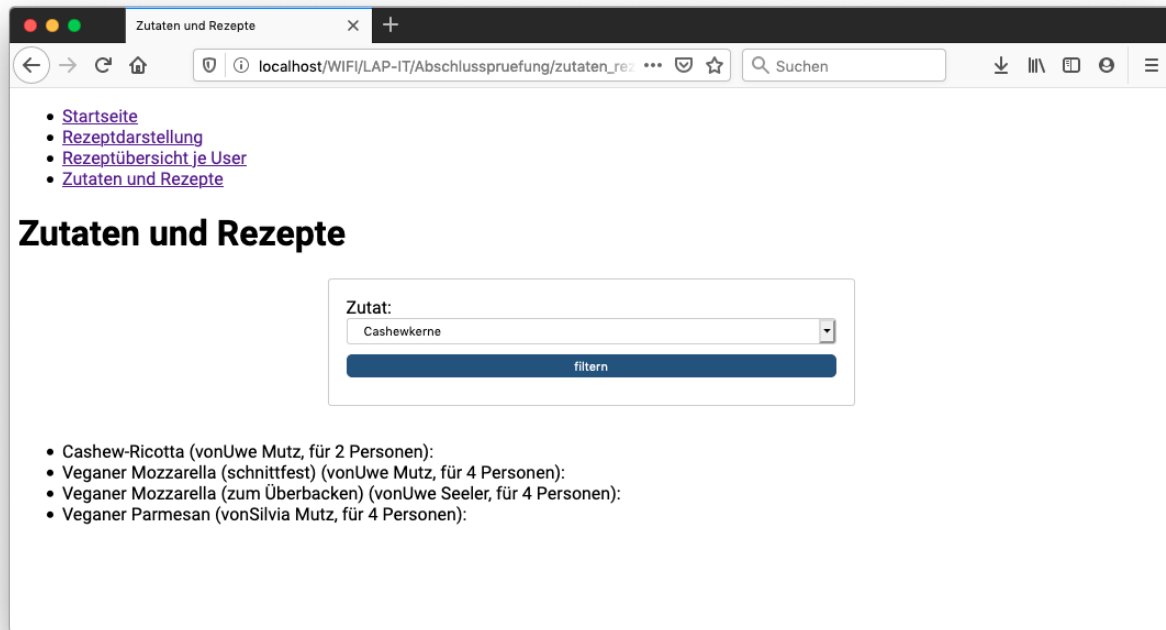 Zutaten und Rezepte
localhost/WIFI/LAP-IT/Abschlusspruefung/zutaten_rez
Suchen
Startseite
Rezeptdarstellung
Rezeptübersicht je User
Zutaten und Rezepte
Zutaten und Rezepte
Zutat:
Cashewkerne
filtern
Cashew-Ricotta (vonUwe Mutz, für 2 Personen):
Veganer Mozzarella (schnittfest) (vonUwe Mutz, für 4 Personen):
Veganer Mozzarella (zum Überbacken) (vonUwe Seeler, für 4 Personen):
Veganer Parmesan (vonSilvia Mutz, für 4 Personen):